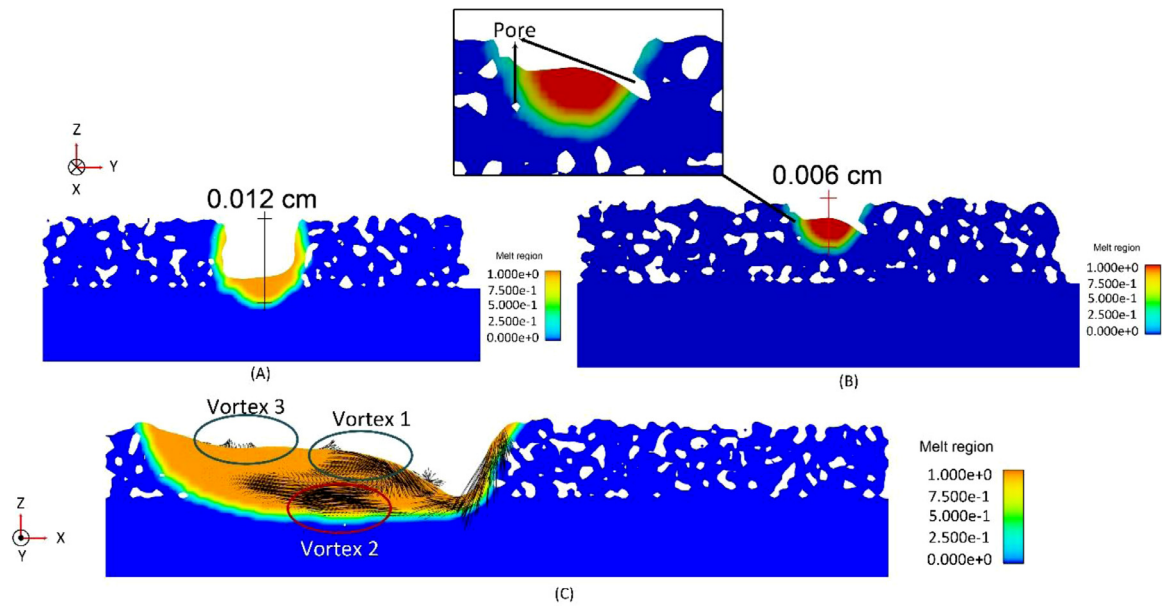 Pore
Z
Y
X
0.012 cm
0.006 cm
Melt region
1.000e+0
7.500e-1
5.000e-1
2.500e-1
0.000e+0
(A)
Melt region
1.000e+0
7.500e-1
5.000e-1
2.500e-1
0.000e+0
(B)
Vortex 3
Vortex 1
Vortex 2
Z
X
Y
Melt region
1.000e+0
7.500e-1
5.000e-1
2.500e-1
0.000e+0
(C)